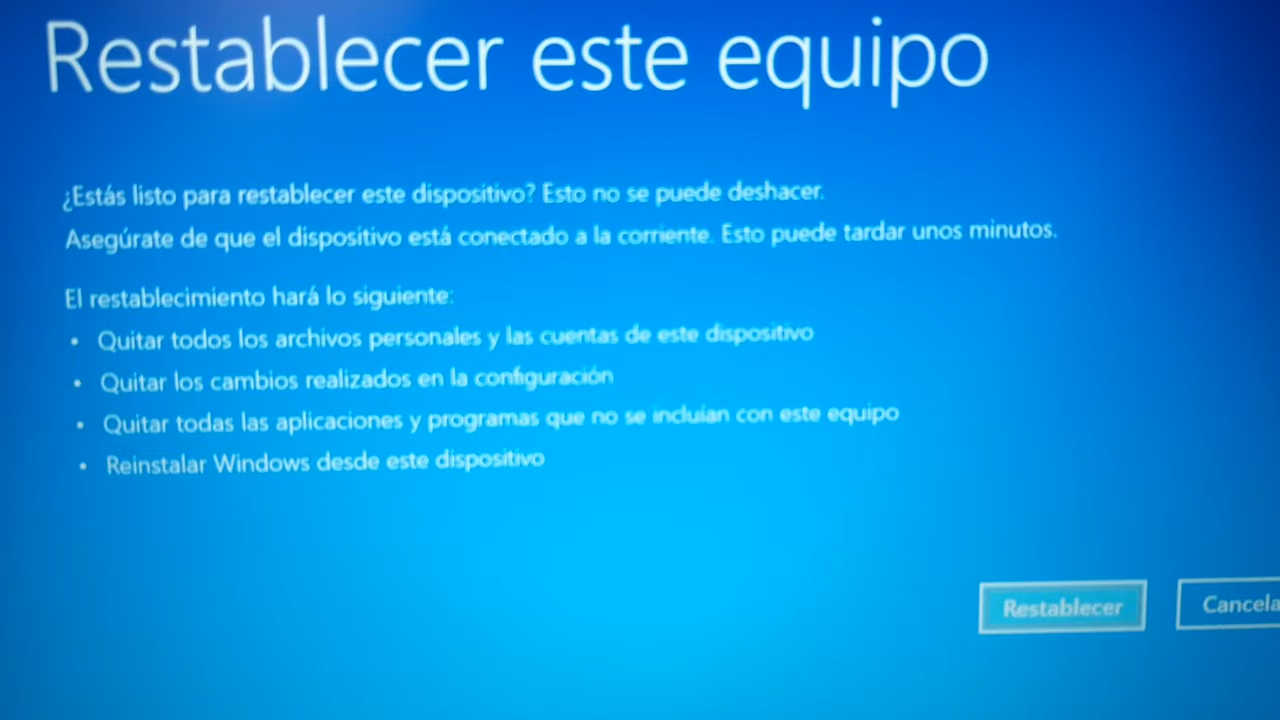 Restablecer este equipo
¿Estás listo para restablecer este dispositivo? Esto no se puede deshacer.
Asegúrate de que el dispositivo está conectado a la corriente. Esto puede tardar unos minutos.
El restablecimiento hará lo siguiente:
• Quitar todos los archivos personales y las cuentas de este dispositivo
• Quitar los cambios realizados en la configuración
• Quitar todas las aplicaciones y programas que no se incluían con este equipo
• Reinstalar Windows desde este dispositivo
Restablecer
Cancela